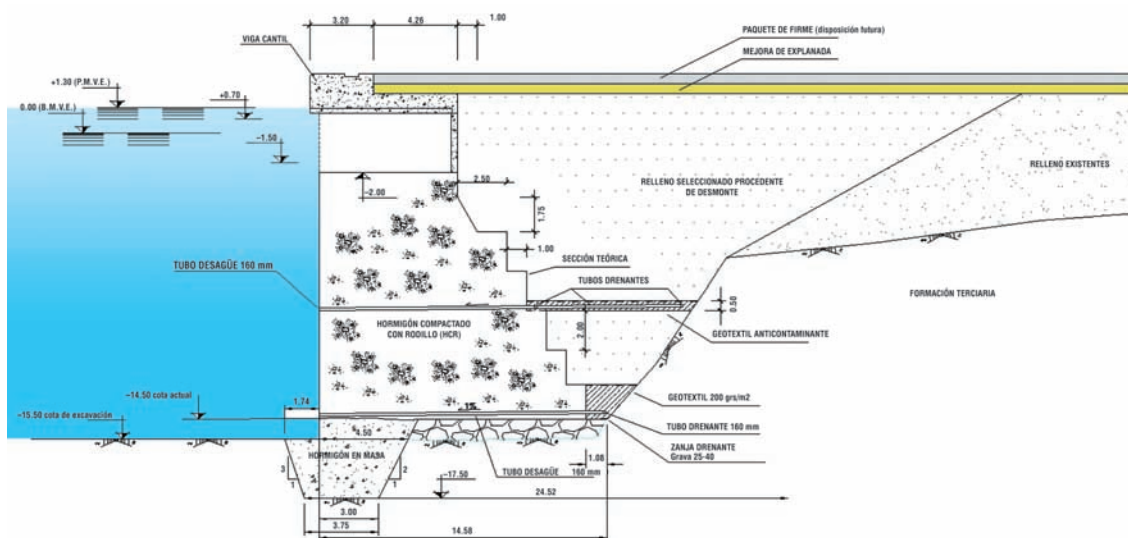 3.20
4.26
1.00
VIGA CANTIL
PAQUETE DE FIRME (disposición futura)
MEJORA DE EXPLANADA
+1.30 (P.M.V.E.)
0.00 (B.M.V.E.)
+0.70
–1.50
–2.00
2.50
1.75
1.00
RELLENO SELECCIONADO PROCEDENTE
DE DESMONTE
RELLENO EXISTENTES
SECCIÓN TEÓRICA
TUBO DESAGÜE 160 mm
TUBOS DRENANTES
0.50
FORMACIÓN TERCIARIA
HORMIGÓN COMPACTADO
CON RODILLO (HCR)
2.00
GEOTEXTIL ANTICONTAMINANTE
–14.50 cota actual
–15.50 cota de excavación
1.74
1%
GEOTEXTIL 200 grs/m2
TUBO DRENANTE 160 mm
ZANJA DRENANTE
Grava 25-40
4.50
HORMIGÓN EN MASA
3
1
2
1
TUBO DESAGÜE 160 mm
1.08
–17.50
24.52
3.00
3.75
14.58